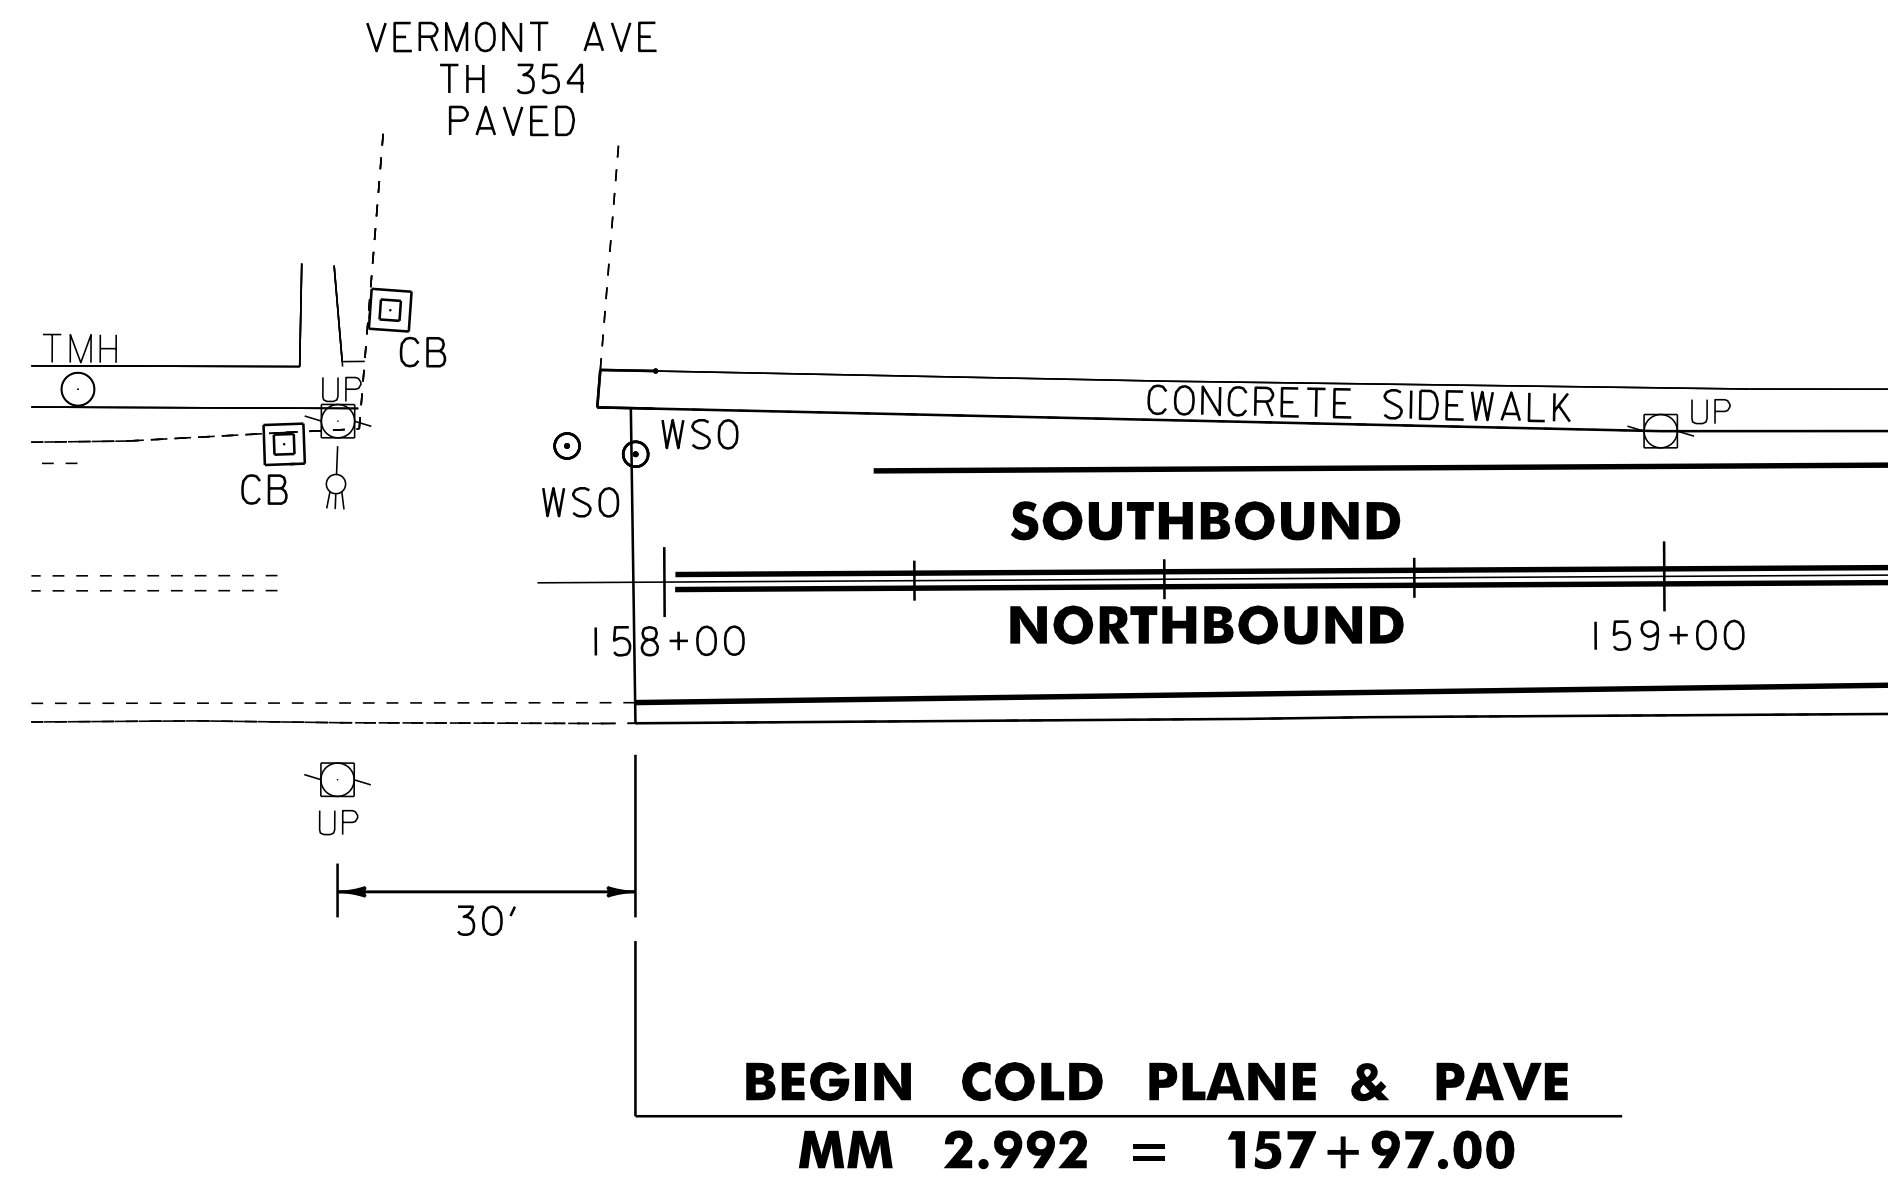 VERMONT AVE
TH 354
PAVED
TMH
CB
UP
CONCRETE SIDEWALK
UP
WSO
CB
WSO
SOUTHBOUND
NORTHBOUND
158+00
159+00
UP
30'
BEGIN COLD PLANE & PAVE
MM 2.992 = 157+97.00